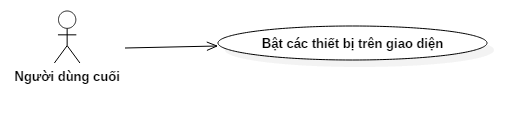 Bật các thiết bị trên giao diện
Người dùng cuối